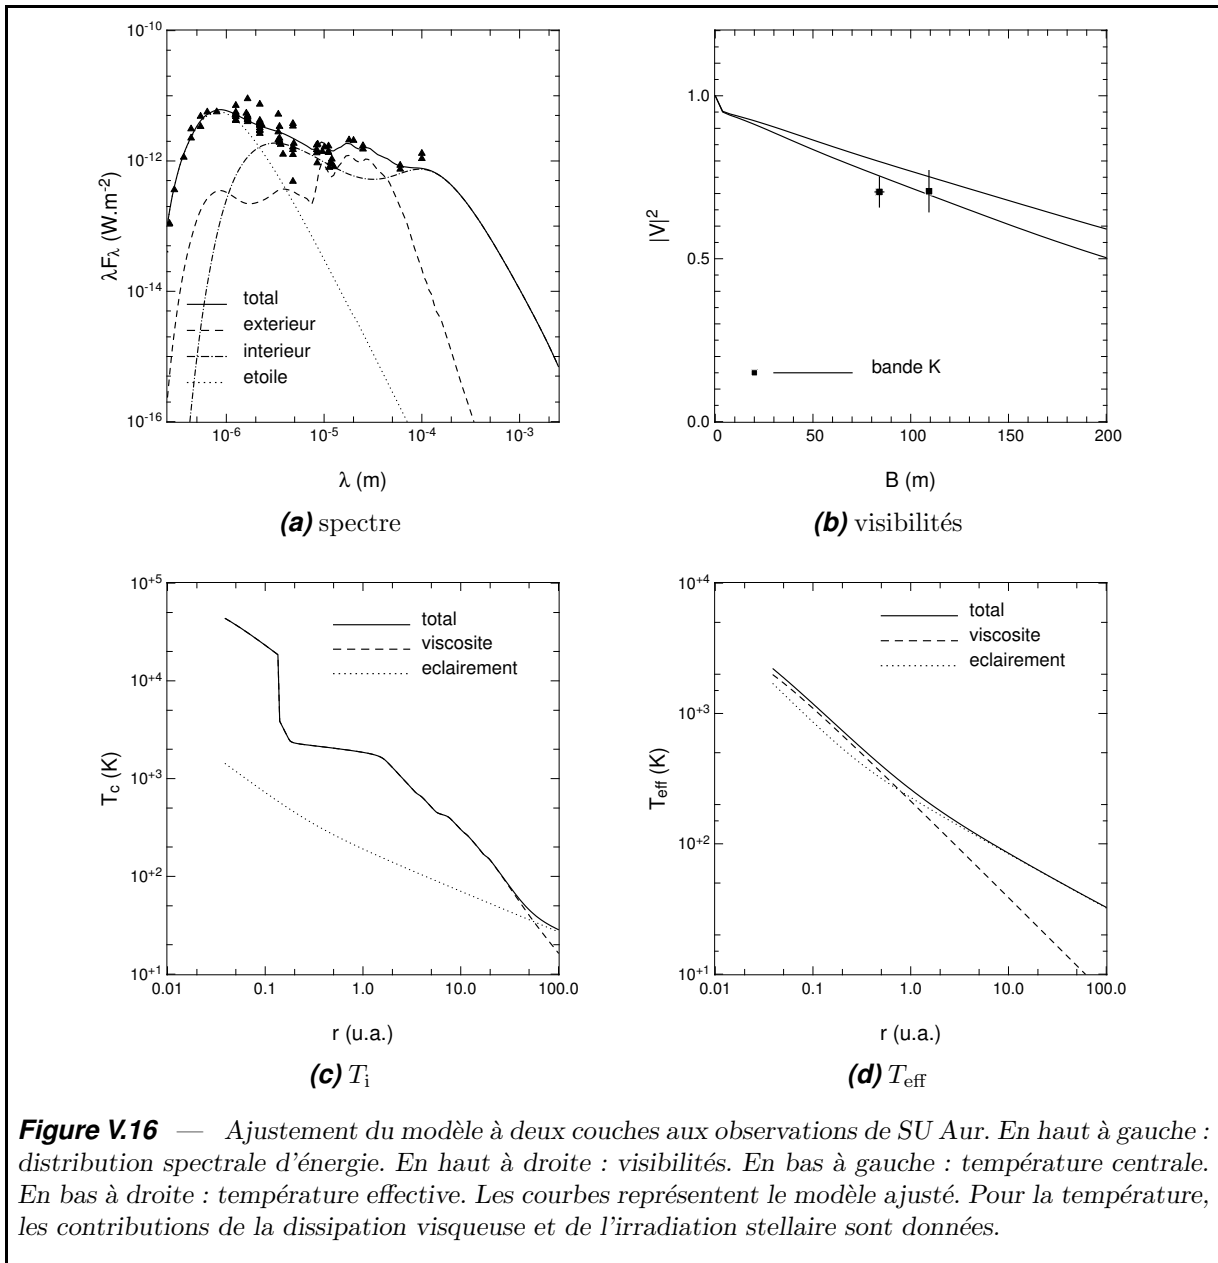 10-10
10-12
10-14
10-16
λFλ (W.m-2)
total
exterieur
interieur
etoile
10-6
10-5
10-4
10-3
λ (m)
(a) spectre
1.0
0.5
0.0
|V|2
bande K
0
50
100
150
200
B (m)
(b) visibilités
10+5
10+4
10+3
10+2
10+1
Tc (K)
total
viscosite
eclairement
0.01
0.1
1.0
10.0
100.0
r (u.a.)
(c) Ti
10+4
10+3
10+2
10+1
Teff (K)
total
viscosite
eclairement
0.01
0.1
1.0
10.0
100.0
r (u.a.)
(d) Teff
Figure V.16 — Ajustement du modèle à deux couches aux observations de SU Aur. En haut à gauche :
distribution spectrale d'énergie. En haut à droite : visibilités. En bas à gauche : température centrale.
En bas à droite : température effective. Les courbes représentent le modèle ajusté. Pour la température,
les contributions de la dissipation visqueuse et de l'irradiation stellaire sont données.